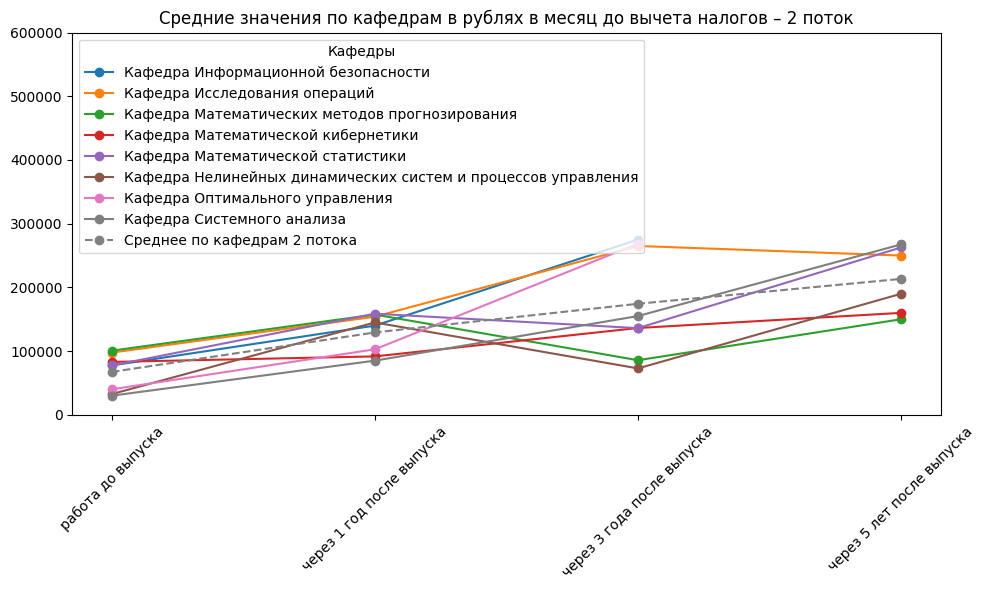 Средние значения по кафедрам в рублях в месяц до вычета налогов – 2 поток
600000
500000
400000
300000
200000
100000
0
Кафедры
Кафедра Информационной безопасности
Кафедра Исследования операций
Кафедра Математических методов прогнозирования
Кафедра Математической кибернетики
Кафедра Математической статистики
Кафедра Нелинейных динамических систем и процессов управления
Кафедра Оптимального управления
Кафедра Системного анализа
Среднее по кафедрам 2 потока
работа до выпуска
через 1 год после выпуска
через 3 года после выпуска
через 5 лет после выпуска